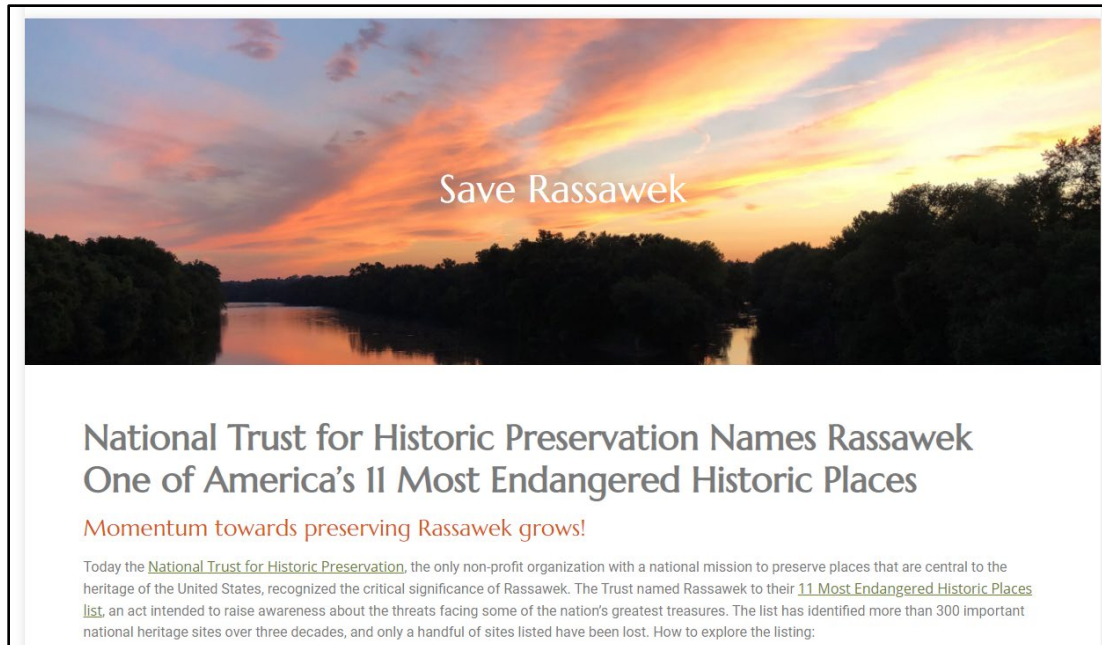 Save Rassawek
National Trust for Historic Preservation Names Rassawek
One of America's 11 Most Endangered Historic Places
Momentum towards preserving Rassawek grows!
Today the National Trust for Historic Preservation, the only non-profit organization with a national mission to preserve places that are central to the
heritage of the United States, recognized the critical significance of Rassawek. The Trust named Rassawek to their 11 Most Endangered Historic Places
list, an act intended to raise awareness about the threats facing some of the nation's greatest treasures. The list has identified more than 300 important
national heritage sites over three decades, and only a handful of sites listed have been lost. How to explore the listing: